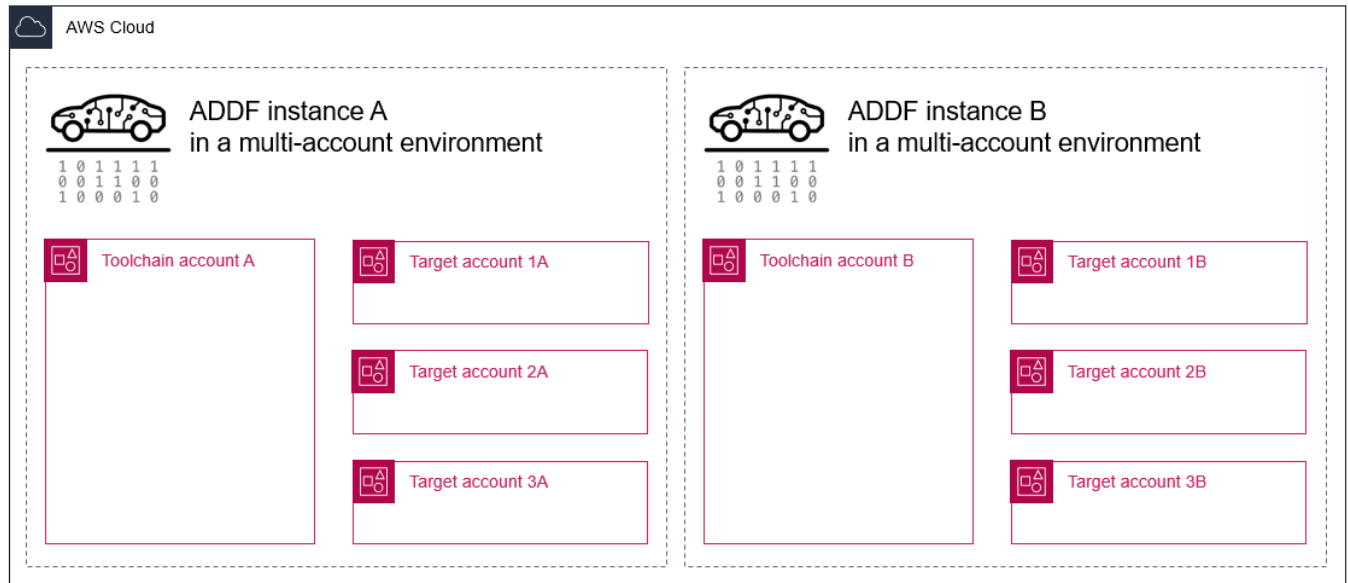 AWS Cloud
ADDF instance A
in a multi-account environment
1 0 1 1 1 1
0 0 1 1 0 0
1 0 0 0 1 0
Toolchain account A
Target account 1A
Target account 2A
Target account 3A
ADDF instance B
in a multi-account environment
1 0 1 1 1 1
0 0 1 1 0 0
1 0 0 0 1 0
Toolchain account B
Target account 1B
Target account 2B
Target account 3B